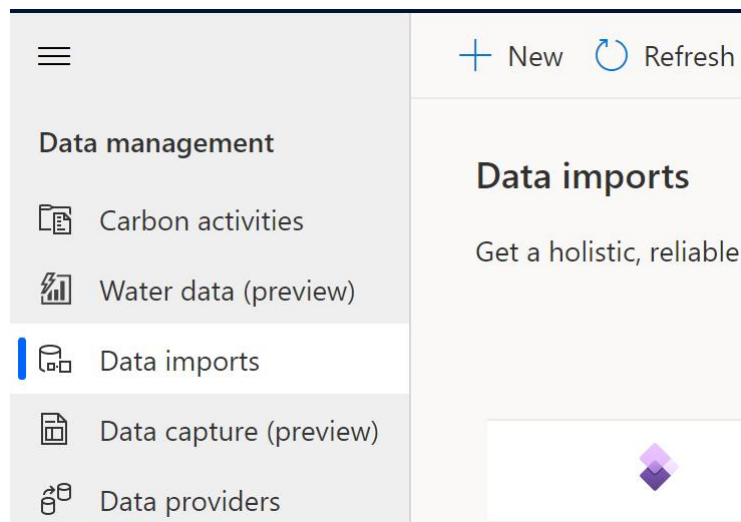 New Refresh
Data management
Carbon activities
Water data (preview)
Data imports
Data capture (preview)
Data providers
Data imports
Get a holistic, reliable